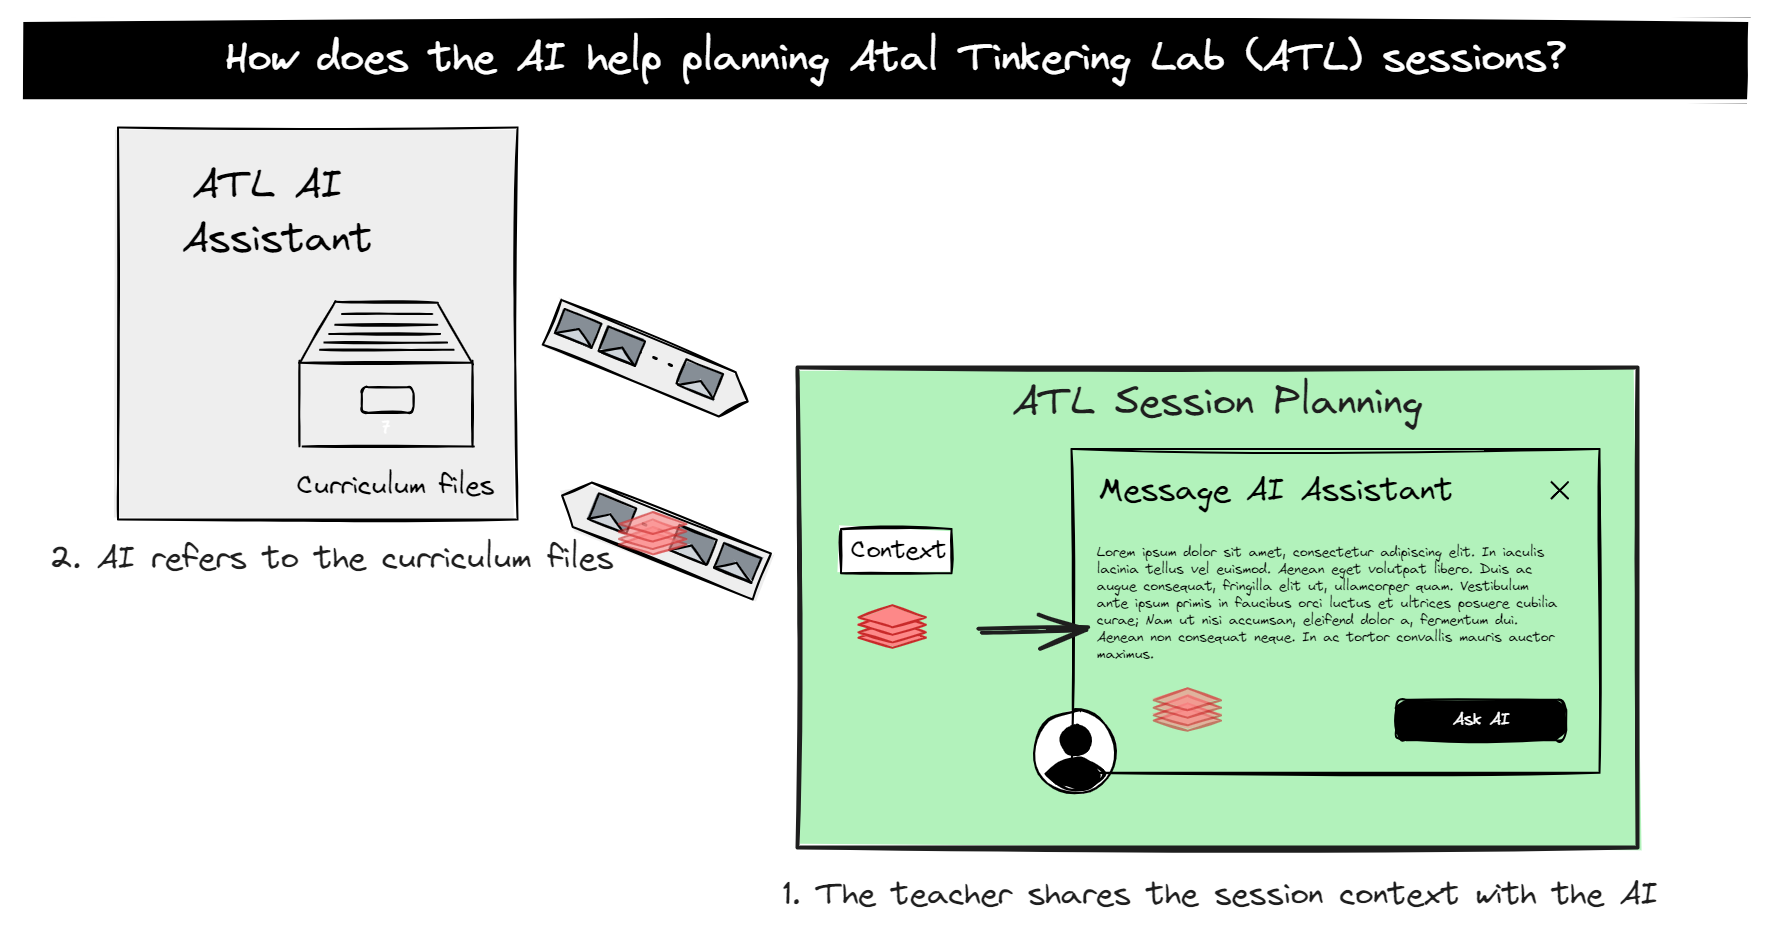 How does the AI help planning Atal Tinkering Lab (ATL) sessions?
ATL AI
Assistant
?
Curriculum files
2. AI refers to the curriculum files
ATL Session Planning
Message AI Assistant
Context
Lorem ipsum dolor sit amet, consectetur adipiscing elit. In iaculis
lacinia tellus vel euismod. Aenean eget volutpat libero. Duis ac
augue consequat, fringilla elit ut, ullamcorper quam. Vestibulum
ante ipsum primis in faucibus orci luctus et ultrices posuere cubilia
curae; Nam ut nisi accumsan, eleifend dolor a, fermentum dui.
Aenean non consequat neque. In ac tortor convallis mauris auctor
maximus.
Ask AI
1. The teacher shares the session context with the AI